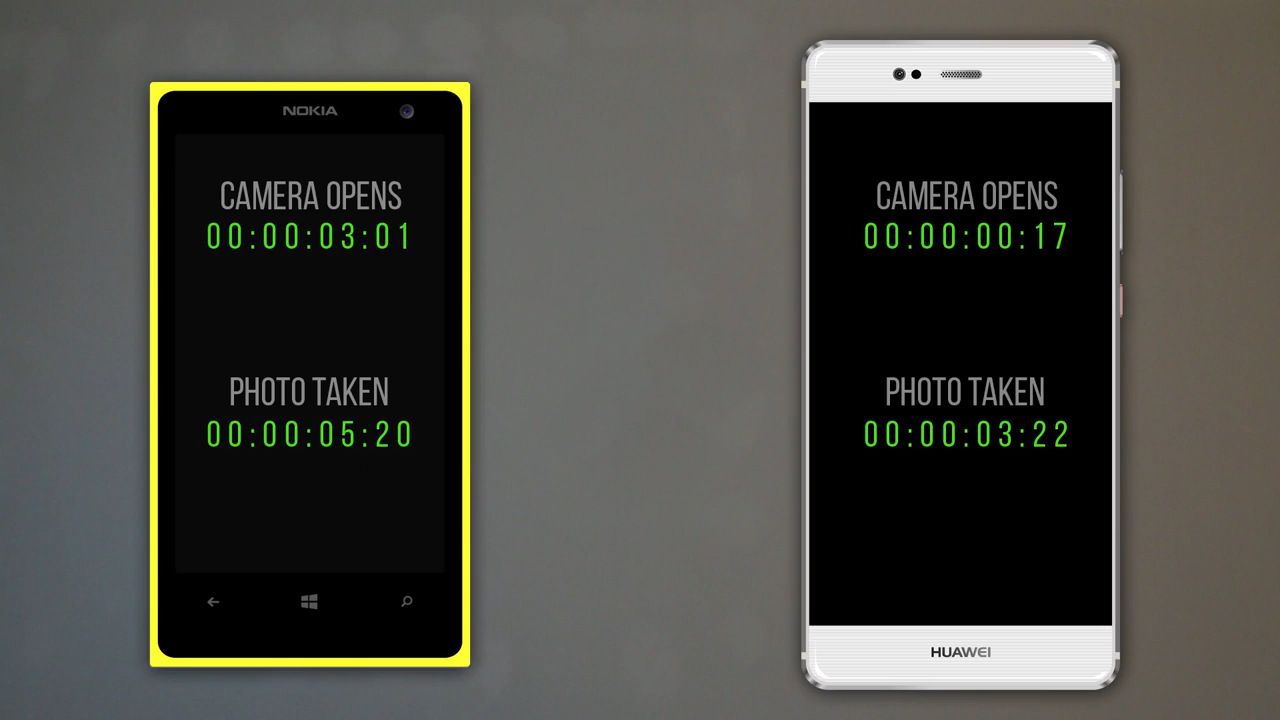 NOKIA
CAMERA OPENS
00:00:03:01
PHOTO TAKEN
00:00:05:20
CAMERA OPENS
00:00:00:17
PHOTO TAKEN
00:00:03:22
HUAWEI